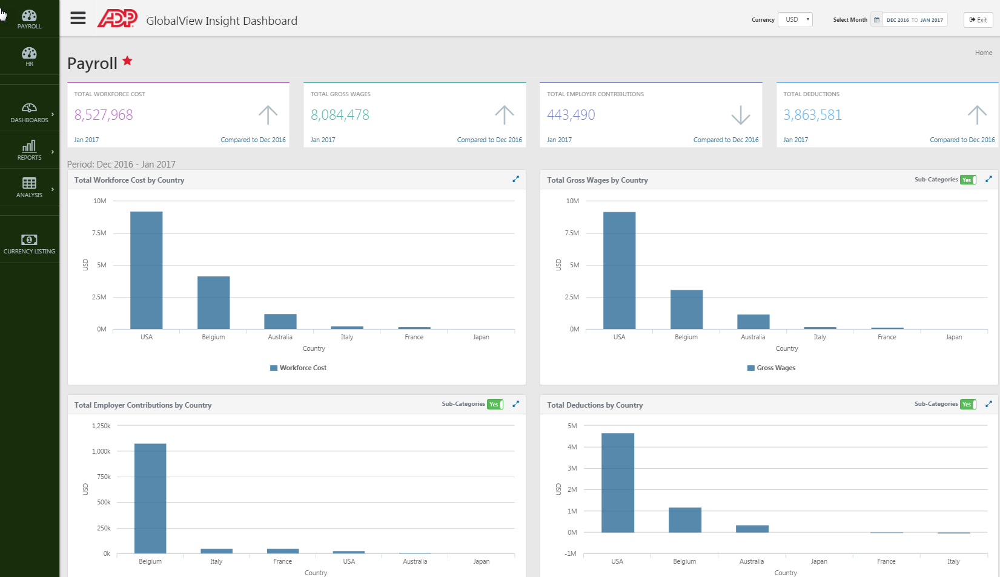 PAYROLL
HR
DASHBOARDS
REPORTS
ANALYSIS
CURRENCY LISTING
ADP GlobalView Insight Dashboard
Currency USD Select Month DEC 2016 TO JAN 2017 Exit
Home
Payroll
TOTAL WORKFORCE COST
8,527,968
Jan 2017 Compared to Dec 2016
TOTAL GROSS WAGES
8,084,478
Jan 2017 Compared to Dec 2016
TOTAL EMPLOYER CONTRIBUTIONS
443,490
Jan 2017 Compared to Dec 2016
TOTAL DEDUCTIONS
3,863,581
Jan 2017 Compared to Dec 2016
Period: Dec 2016 - Jan 2017
Total Workforce Cost by Country
10M
7.5M
5M
2.5M
0M
USD
USA Belgium Australia Italy France Japan
Country
Workforce Cost
Total Gross Wages by Country Sub-Categories Yes
10M
7.5M
5M
2.5M
0M
USD
USA Belgium Australia Italy France Japan
Country
Gross Wages
Total Employer Contributions by Country Sub-Categories Yes
1,250k
1,000k
750k
500k
250k
0k
USD
Belgium Italy France USA Australia Japan
Country
Total Deductions by Country Sub-Categories Yes
5M
4M
3M
2M
1M
0M
-1M
USD
USA Belgium Australia Japan France Italy
Country